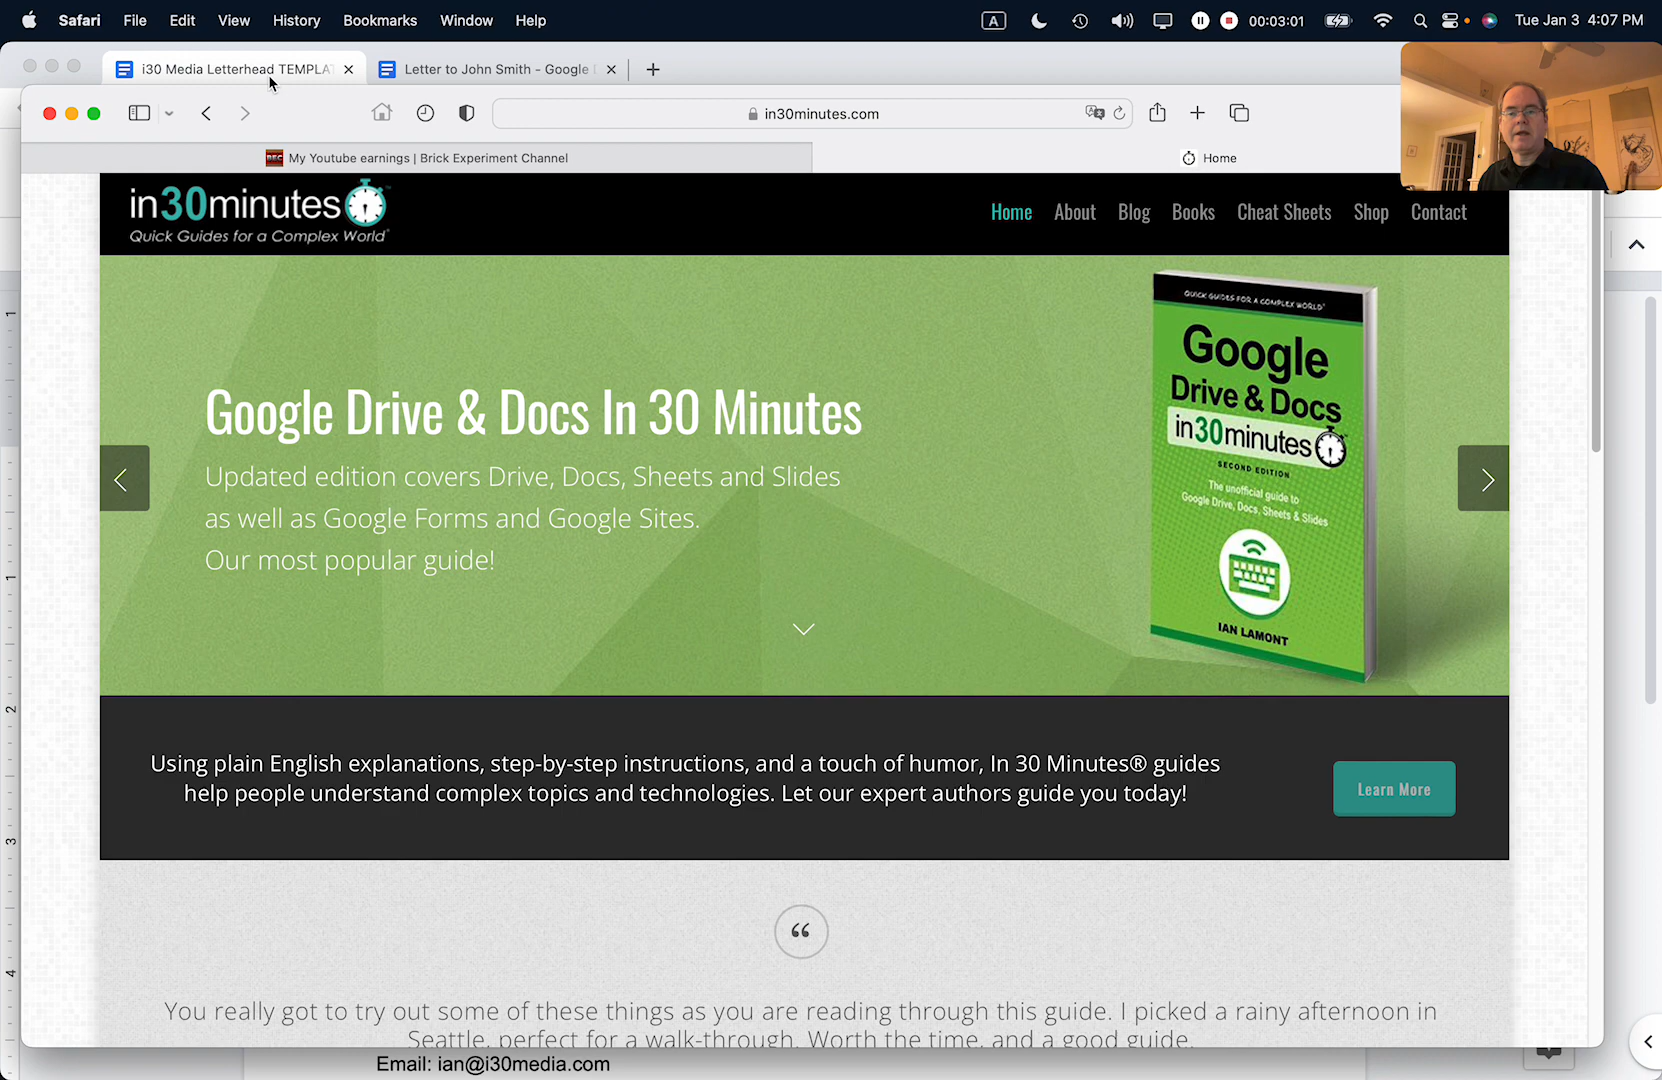 Safari File Edit View History Bookmarks Window Help
A 00:03:01 Tue Jan 3 4:07 PM
i30 Media Letterhead TEMPLAT
Letter to John Smith - Google D
in30minutes.com
BEC My Youtube earnings | Brick Experiment Channel
Home
in30minutes
Quick Guides for a Complex World
Home About Blog Books Cheat Sheets Shop Contact
Google Drive & Docs In 30 Minutes
Updated edition covers Drive, Docs, Sheets and Slides
as well as Google Forms and Google Sites.
Our most popular guide!
QUICK GUIDES FOR A COMPLEX WORLD
Google
Drive & Docs
in30minutes
SECOND EDITION
The unofficial guide to
Google Drive, Docs, Sheets & Slides
IAN LAMONT
Using plain English explanations, step-by-step instructions, and a touch of humor, In 30 Minutes® guides
help people understand complex topics and technologies. Let our expert authors guide you today!
Learn More
“
You really got to try out some of these things as you are reading through this guide. I picked a rainy afternoon in
Seattle, perfect for a walk-through. Worth the time, and a good guide.
Email: ian@i30media.com
1
1
2
3
4